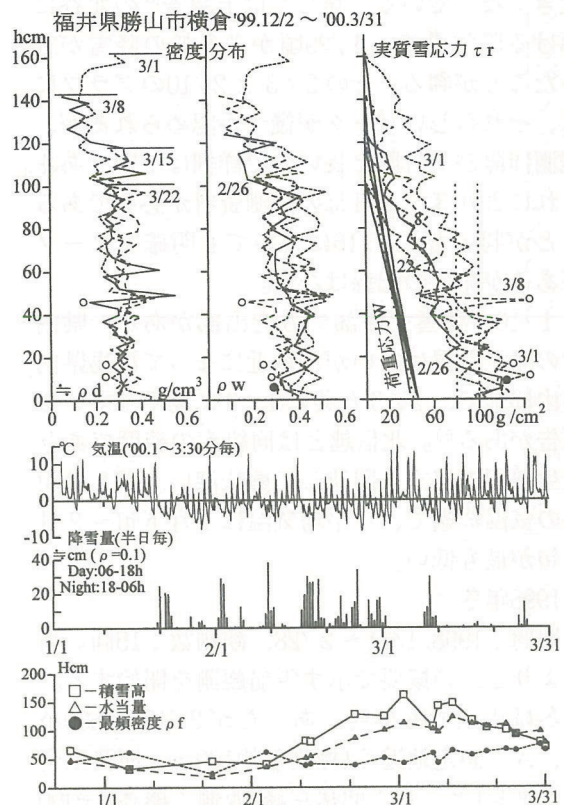 福井県勝山市横倉'99.12/2～'00.3/31
hcm
160
140
120
100
80
60
40
20
0
密度 分布
3/1
3/8
3/15
3/22
≒ρd g/cm³
0.2 0.4
2/26
ρw
0 0.2 0.4 0.6
実質雪応力τr
3/1
8
15
22
3/8
荷重応力W
2/26
3/1
0 20 60 100 g/cm²
℃ 気温('00.1～3:30分毎)
10
0
-10
降雪量(半日毎)
≒cm(ρ=0.1)
Day:06-18h
Night:18-06h
40
20
0
1/1 2/1 3/1 3/31
Hcm
200
150
100
50
0
□─積雪高
△─水当量
●─最頻密度ρf
1/1 2/1 3/1 3/31